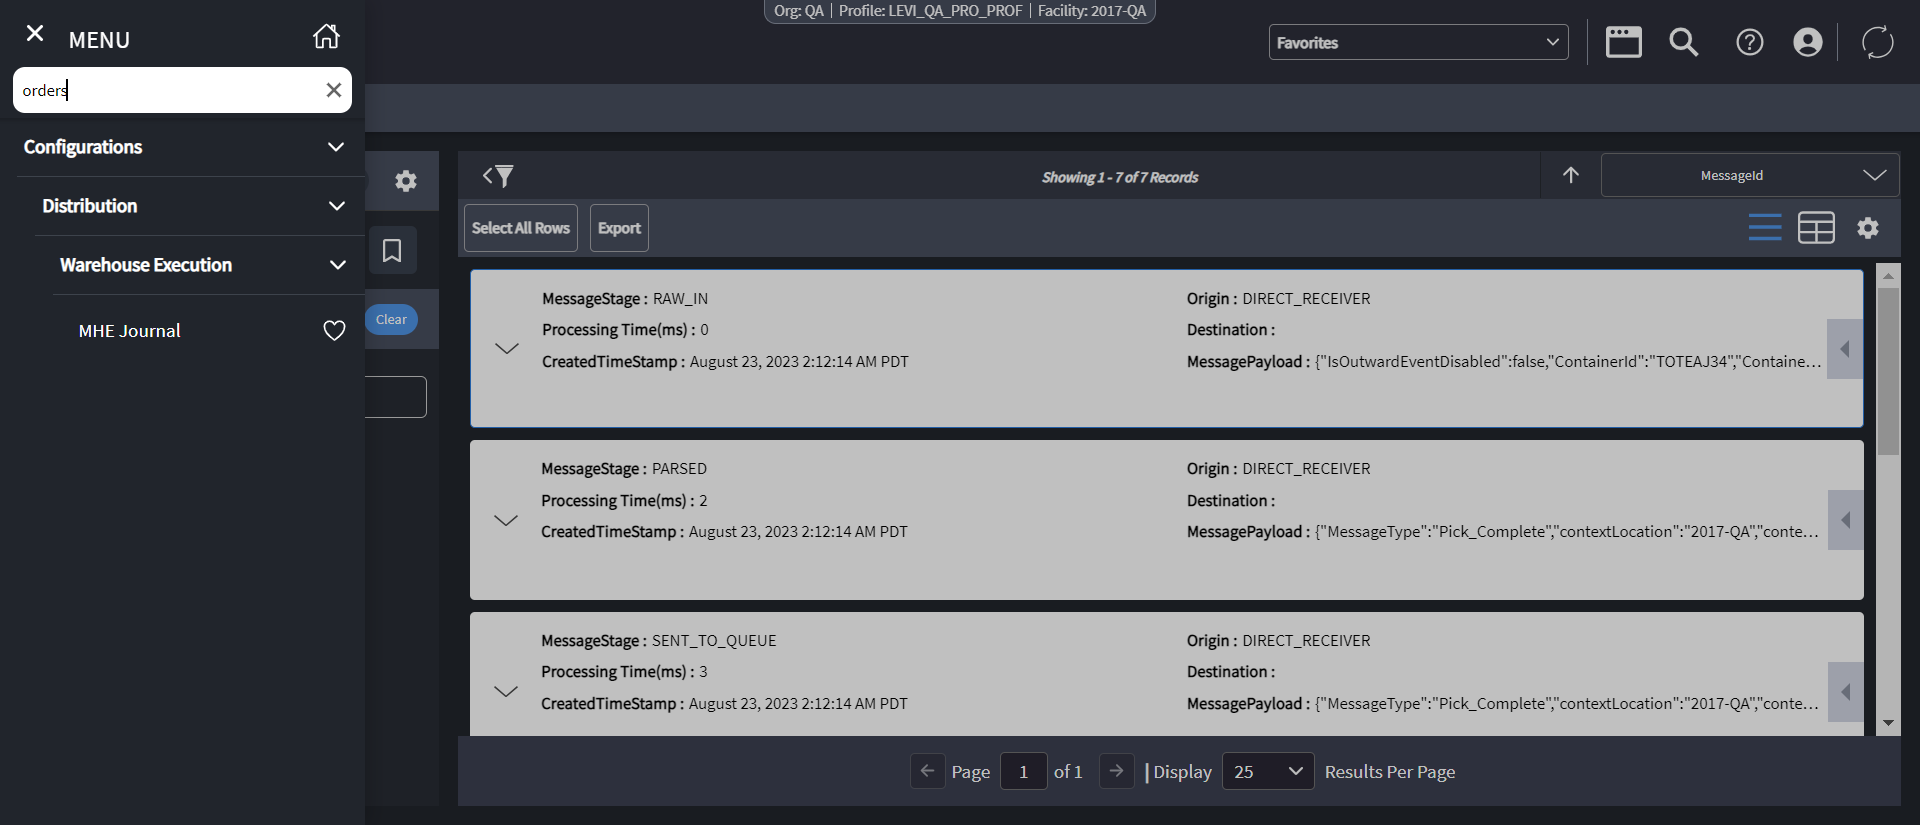 Org: QA | Profile: LEVI_QA_PRO_PROF | Facility: 2017-QA
MENU
Favorites
orders
Configurations
Distribution
Warehouse Execution
MHE Journal
Clear
Showing 1 - 7 of 7 Records
MessageId
Select All Rows
Export
MessageStage : RAW_IN
Origin : DIRECT_RECEIVER
Processing Time(ms) : 0
Destination :
CreatedTimeStamp : August 23, 2023 2:12:14 AM PDT
MessagePayload : {"IsOutwardEventDisabled":false,"ContainerId":"TOTEAJ34","Containe...
MessageStage : PARSED
Origin : DIRECT_RECEIVER
Processing Time(ms) : 2
Destination :
CreatedTimeStamp : August 23, 2023 2:12:14 AM PDT
MessagePayload : {"MessageType":"Pick_Complete","contextLocation":"2017-QA","conte...
MessageStage : SENT_TO_QUEUE
Origin : DIRECT_RECEIVER
Processing Time(ms) : 3
Destination :
CreatedTimeStamp : August 23, 2023 2:12:14 AM PDT
MessagePayload : {"MessageType":"Pick_Complete","contextLocation":"2017-QA","conte...
Page 1 of 1 | Display 25 Results Per Page